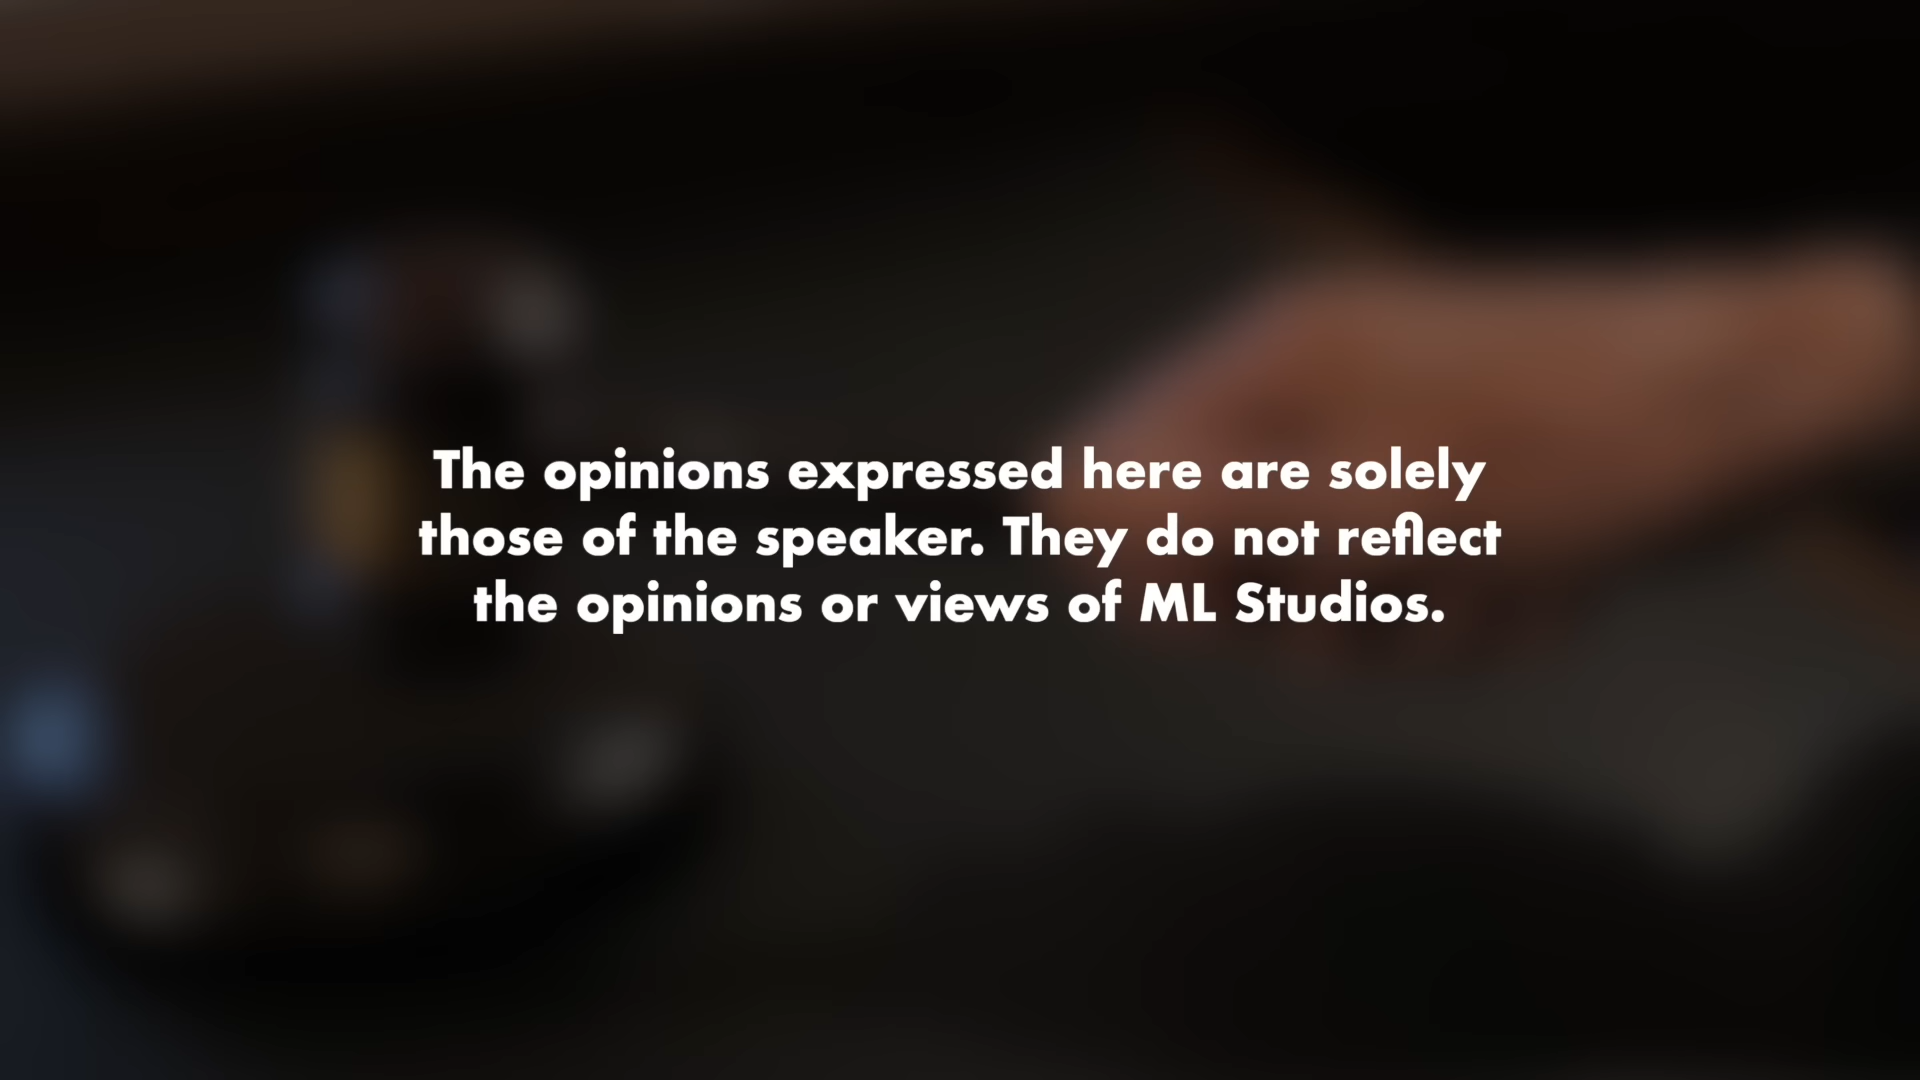 The opinions expressed here are solely
those of the speaker. They do not reflect
the opinions or views of ML Studios.